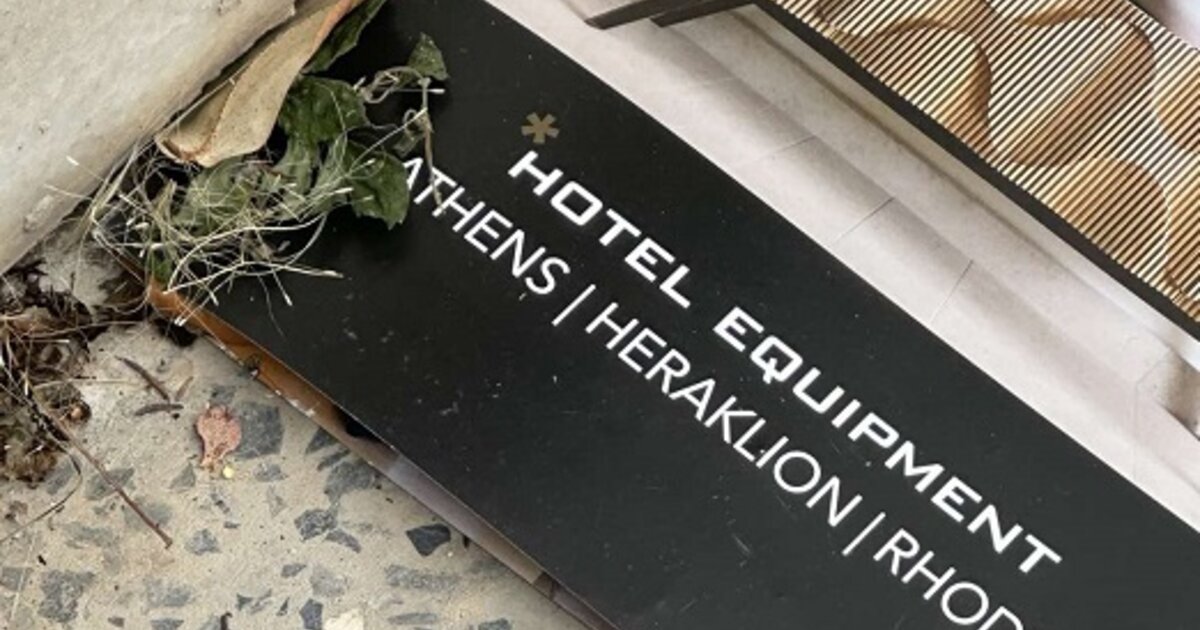 * HOTEL EQUIPMENT
ATHENS | HERAKLION | RHOD